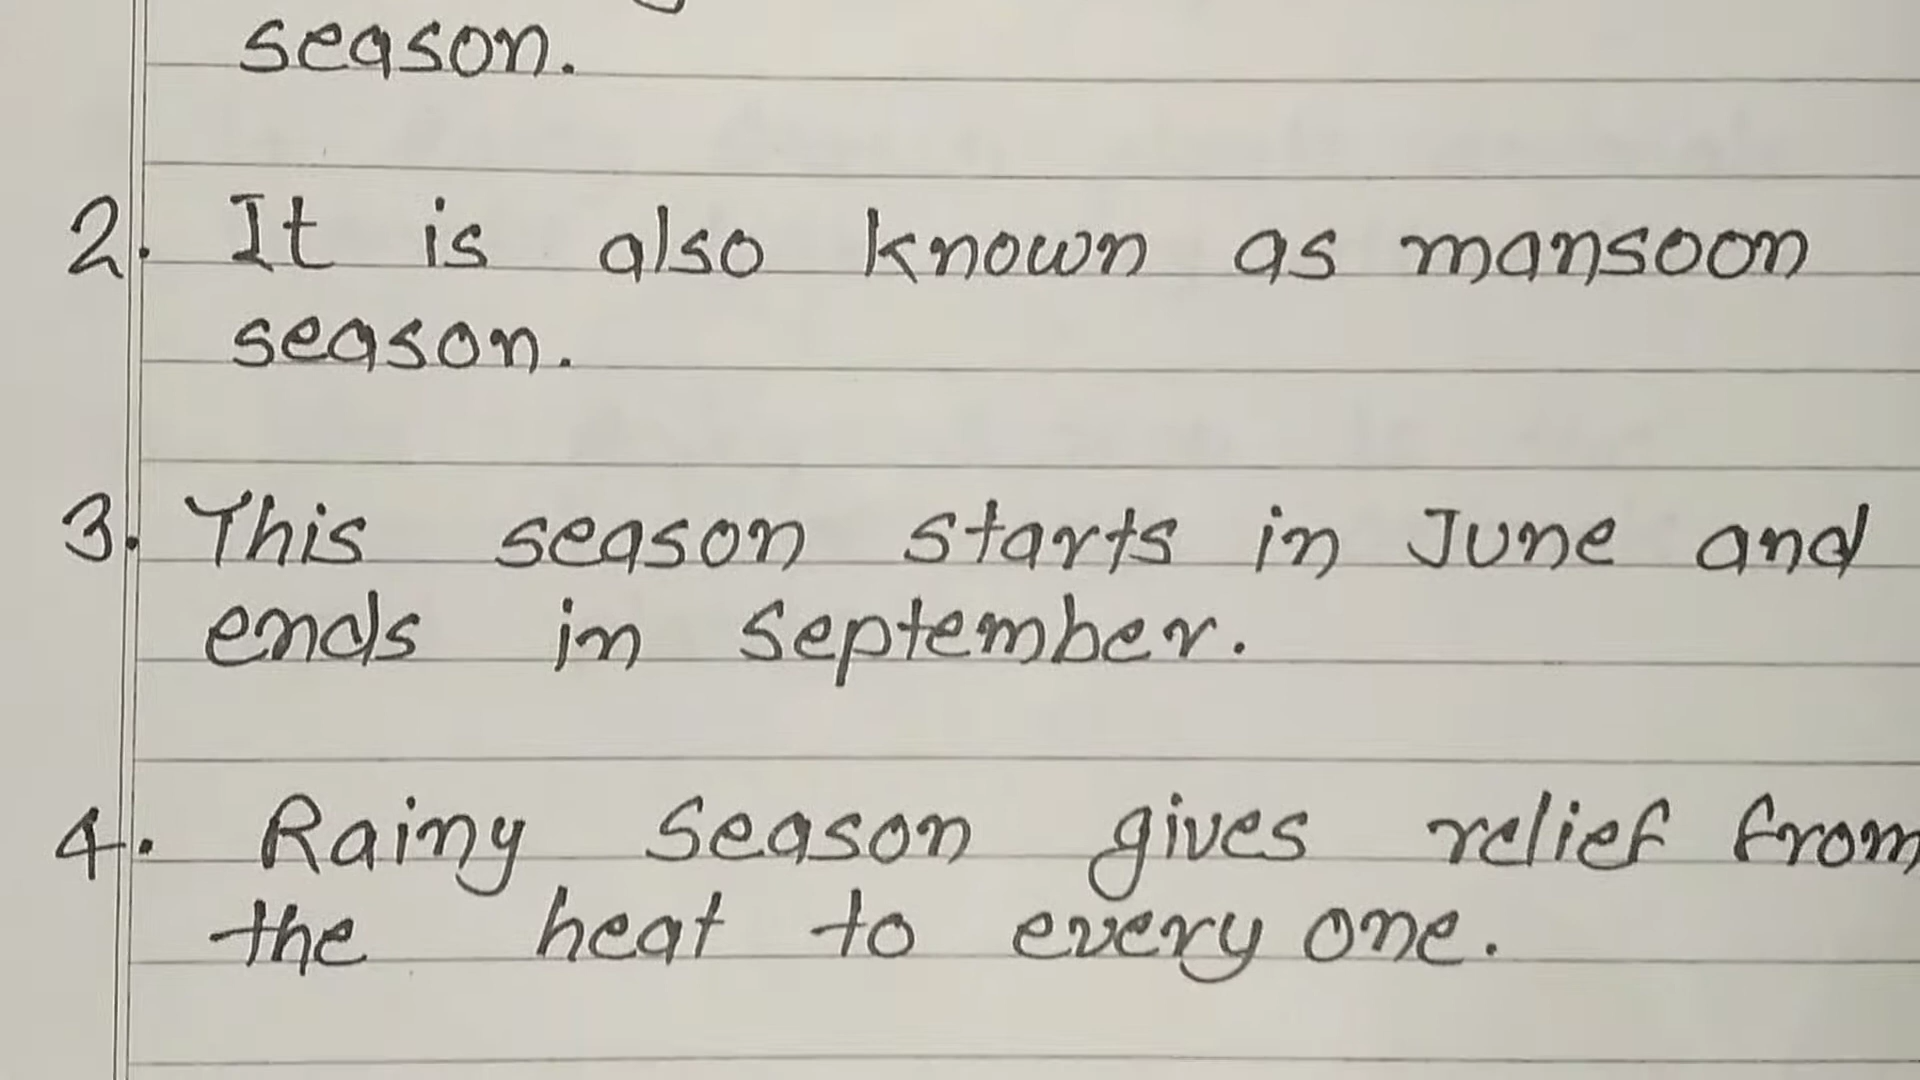 season.
2. It is also known as mansoon
season.
3. This season starts in June and
ends in September.
4. Rainy season gives relief from
the heat to every one.